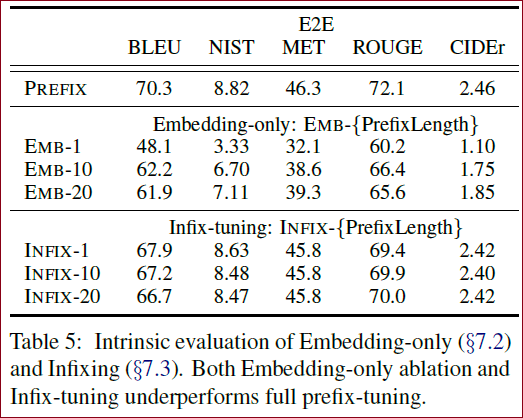 E2E
BLEU NIST MET ROUGE CIDEr
PREFIX 70.3 8.82 46.3 72.1 2.46
Embedding-only: EMB-{PrefixLength}
EMB-1 48.1 3.33 32.1 60.2 1.10
EMB-10 62.2 6.70 38.6 66.4 1.75
EMB-20 61.9 7.11 39.3 65.6 1.85
Infix-tuning: INFIX-{PrefixLength}
INFIX-1 67.9 8.63 45.8 69.4 2.42
INFIX-10 67.2 8.48 45.8 69.9 2.40
INFIX-20 66.7 8.47 45.8 70.0 2.42
Table 5: Intrinsic evaluation of Embedding-only (§7.2)
and Infixing (§7.3). Both Embedding-only ablation and
Infix-tuning underperforms full prefix-tuning.